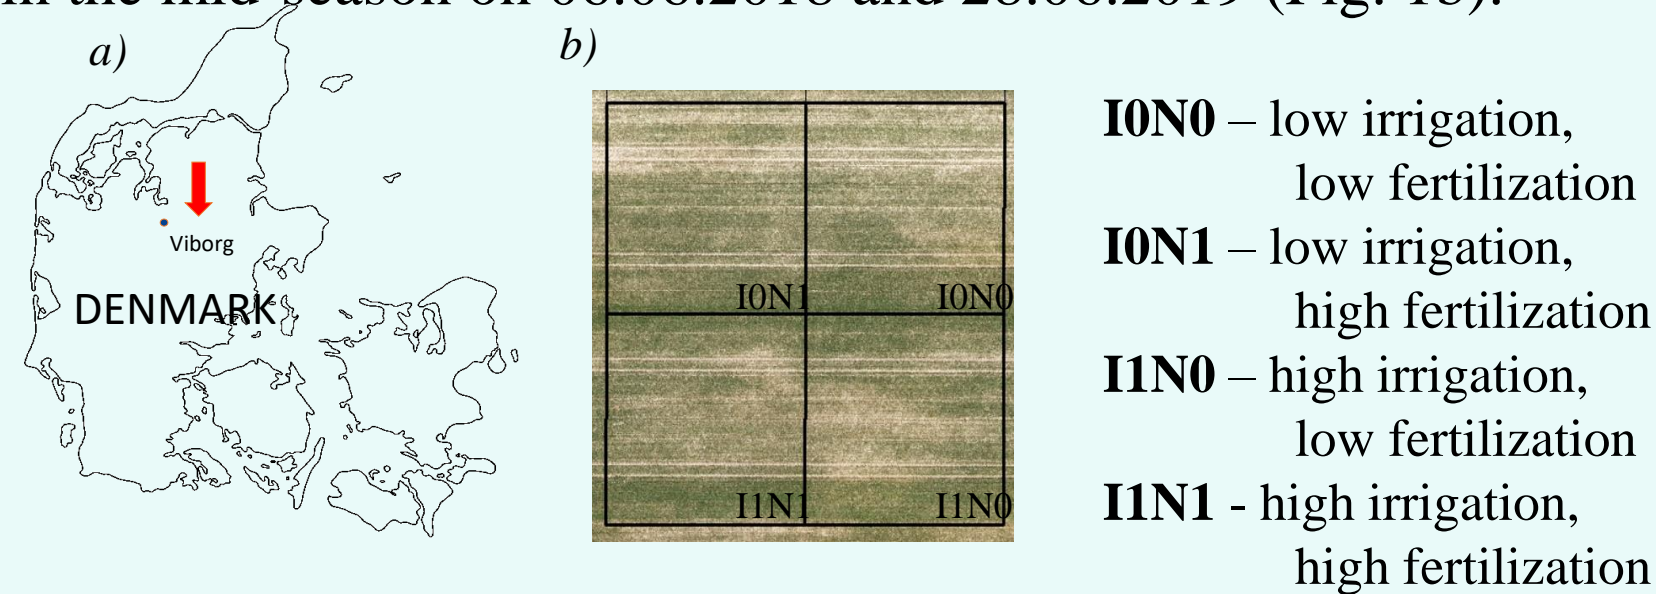 a)
b)
Viborg
DENMARK
I0N1
I0N0
I1N1
I1N0
I0N0 – low irrigation,
low fertilization
I0N1 – low irrigation,
high fertilization
I1N0 – high irrigation,
low fertilization
I1N1 - high irrigation,
high fertilization